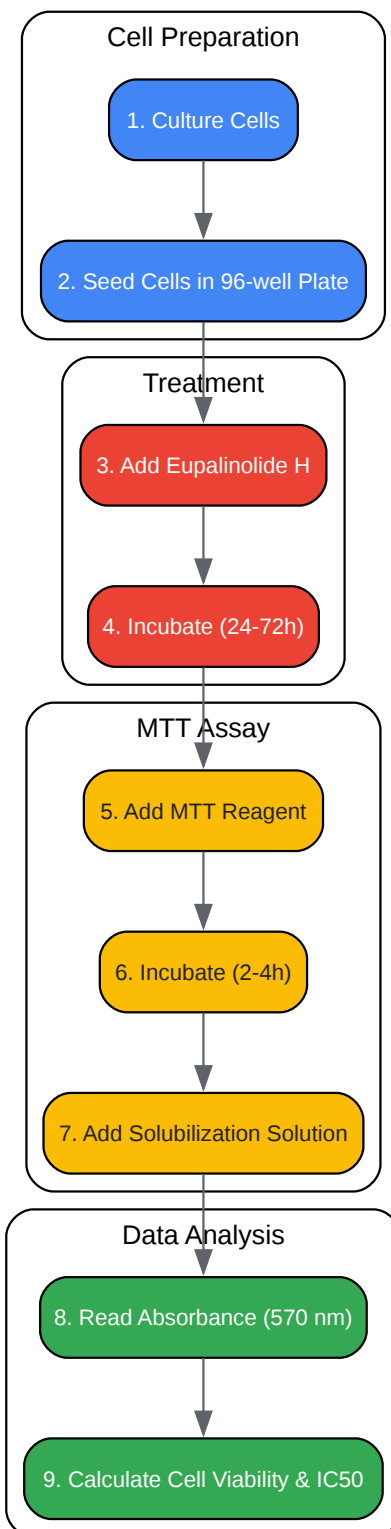 Cell Preparation
1. Culture Cells
2. Seed Cells in 96-well Plate
Treatment
3. Add Eupalinolide H
4. Incubate (24-72h)
MTT Assay
5. Add MTT Reagent
6. Incubate (2-4h)
7. Add Solubilization Solution
Data Analysis
8. Read Absorbance (570 nm)
9. Calculate Cell Viability & IC50